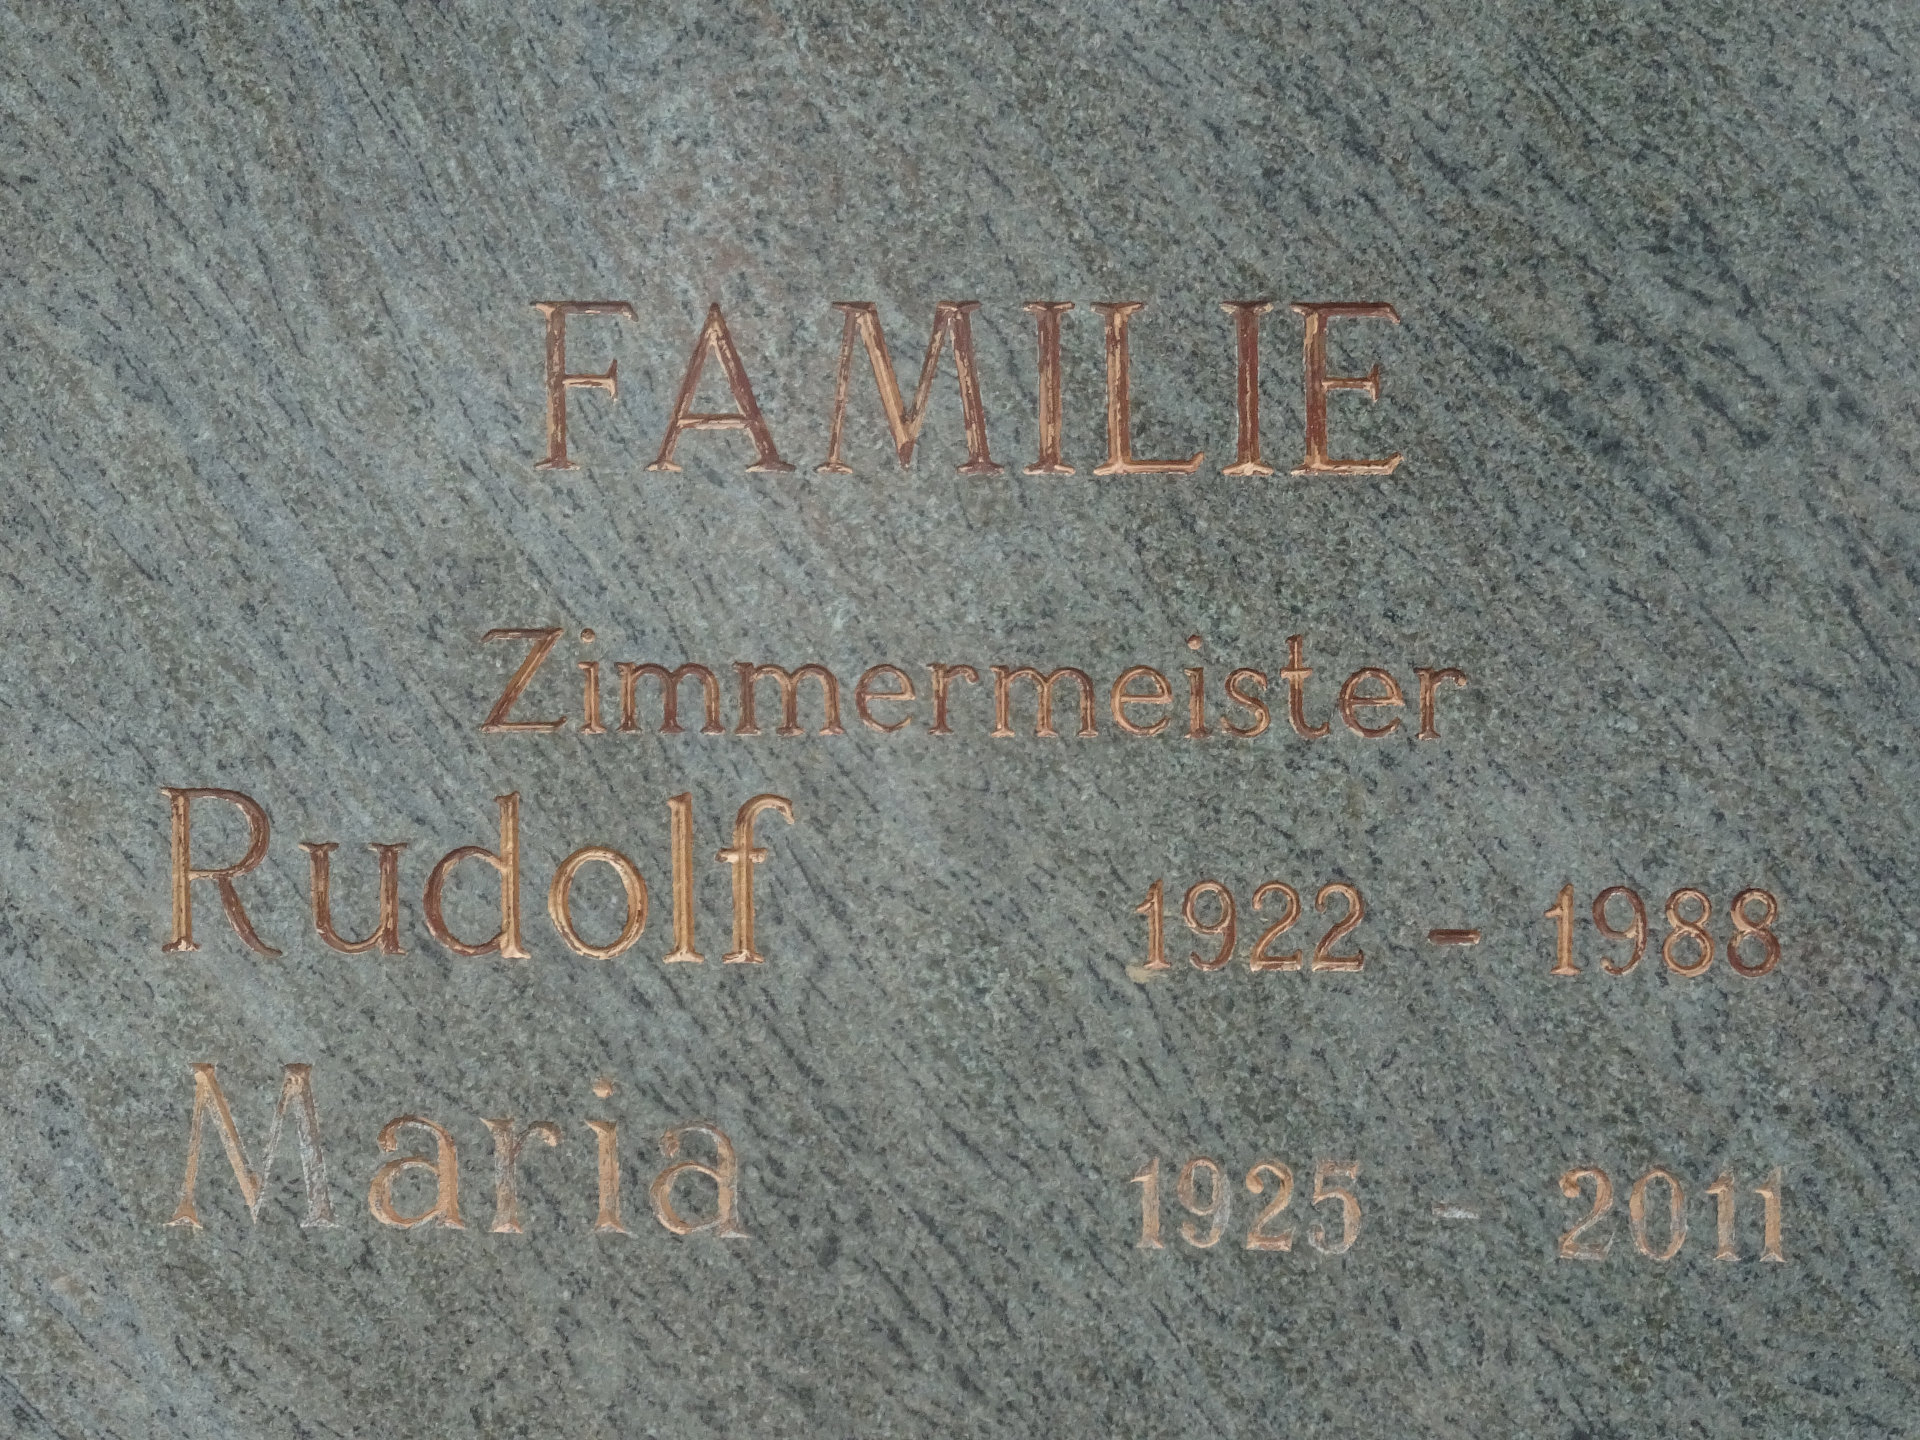 FAMILIE
Zimmermeister
Rudolf 1922 - 1988
Maria 1925 - 2011